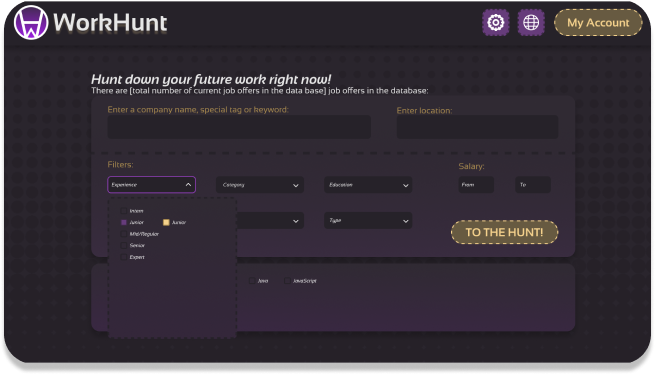 WorkHunt
My Account
Hunt down your future work right now!
There are [total number of current job offers in the data base] job offers in the database:
Enter a company name, special tag or keyword:
Enter location:
Filters:
Salary:
Experience
Category
Education
From
To
Intern
Junior
Junior
Mid/Regular
Senior
Expert
Type
TO THE HUNT!
Java
JavaScript